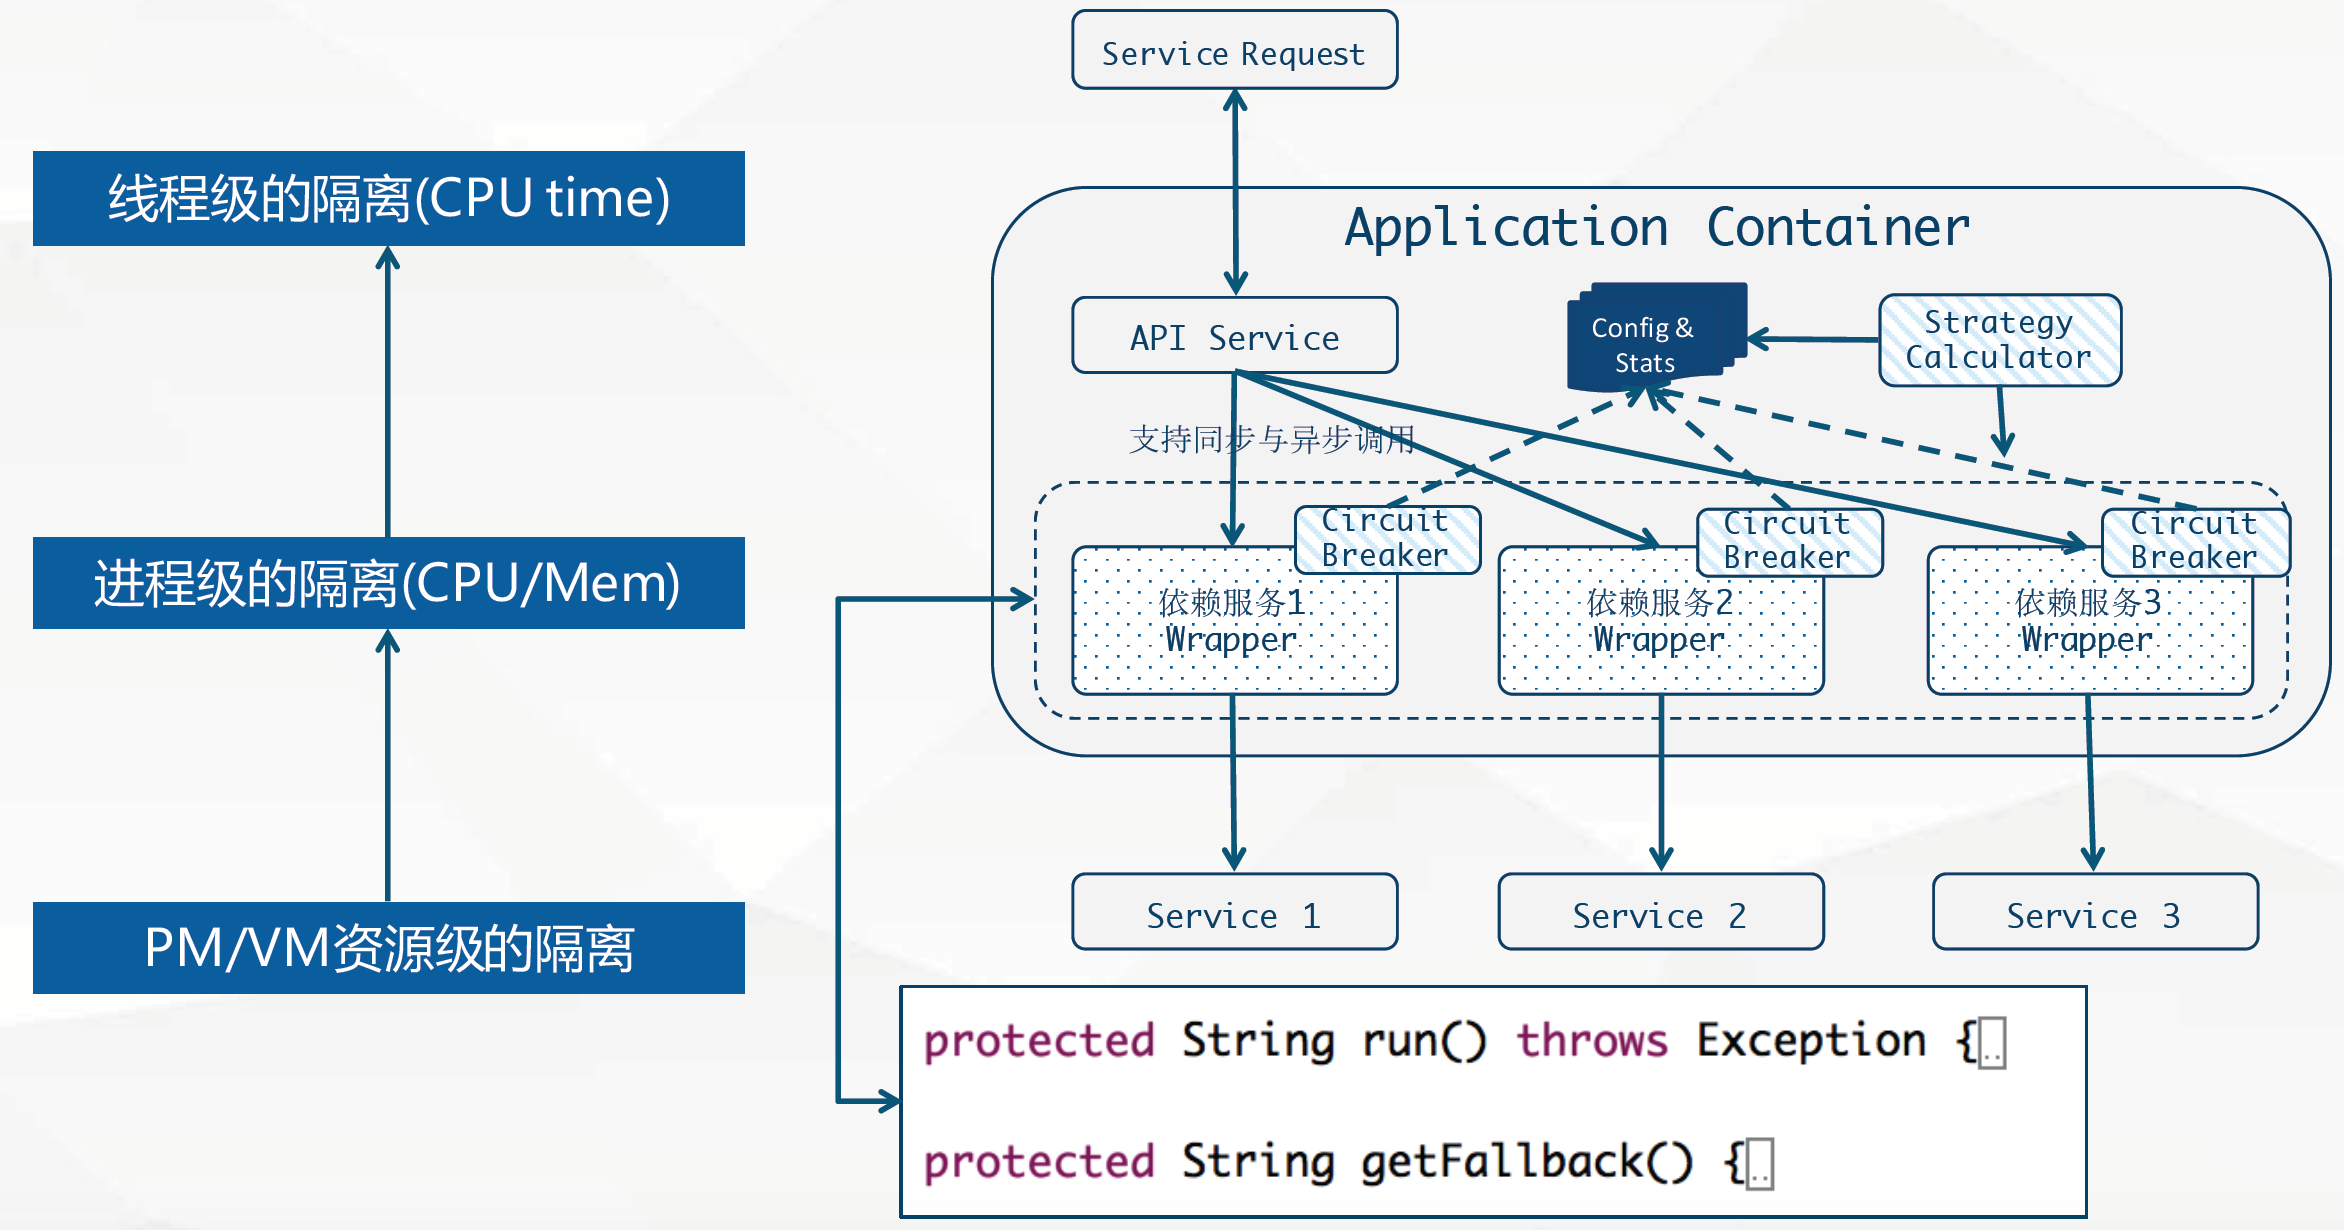 线程级的隔离(CPU time)
进程级的隔离(CPU/Mem)
PM/VM资源级的隔离
Service Request
Application Container
API Service
Config &
Stats
Strategy
Calculator
支持同步与异步调用
Circuit
Breaker
Circuit
Breaker
Circuit
Breaker
依赖服务1
Wrapper
依赖服务2
Wrapper
依赖服务3
Wrapper
Service 1
Service 2
Service 3
protected String run() throws Exception {..
protected String getFallback() {..